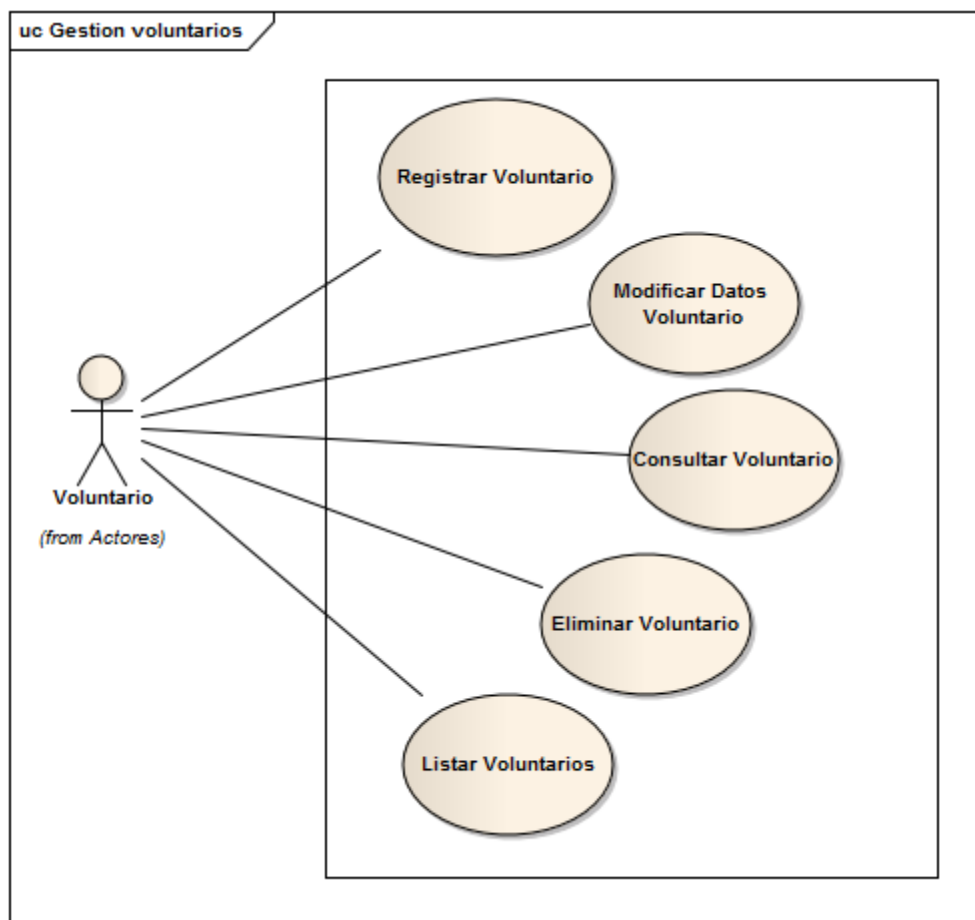 uc Gestion voluntarios
Registrar Voluntario
Modificar Datos
Voluntario
Consultar Voluntario
Voluntario
(from Actores)
Eliminar Voluntario
Listar Voluntarios